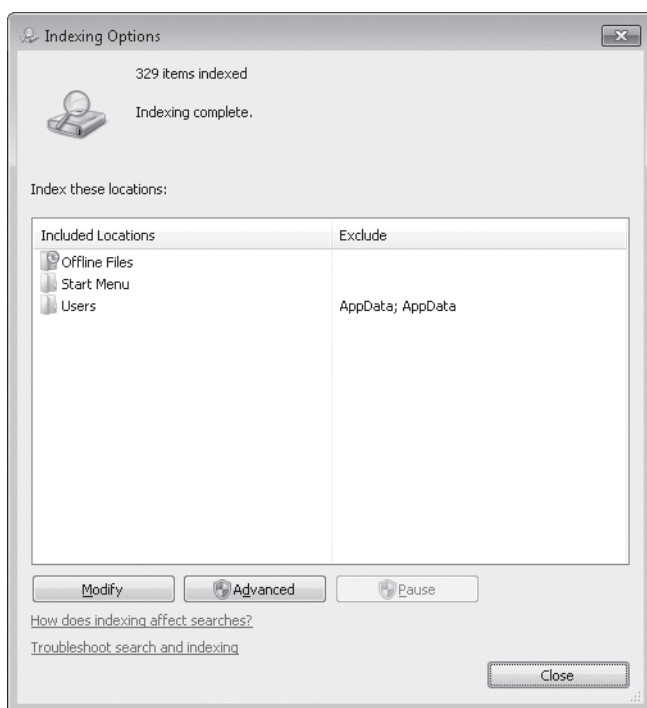 Indexing Options
329 items indexed
Indexing complete.
Index these locations:
Included Locations Exclude
Offline Files
Start Menu
Users AppData; AppData
Modify Advanced Pause
How does indexing affect searches?
Troubleshoot search and indexing
Close